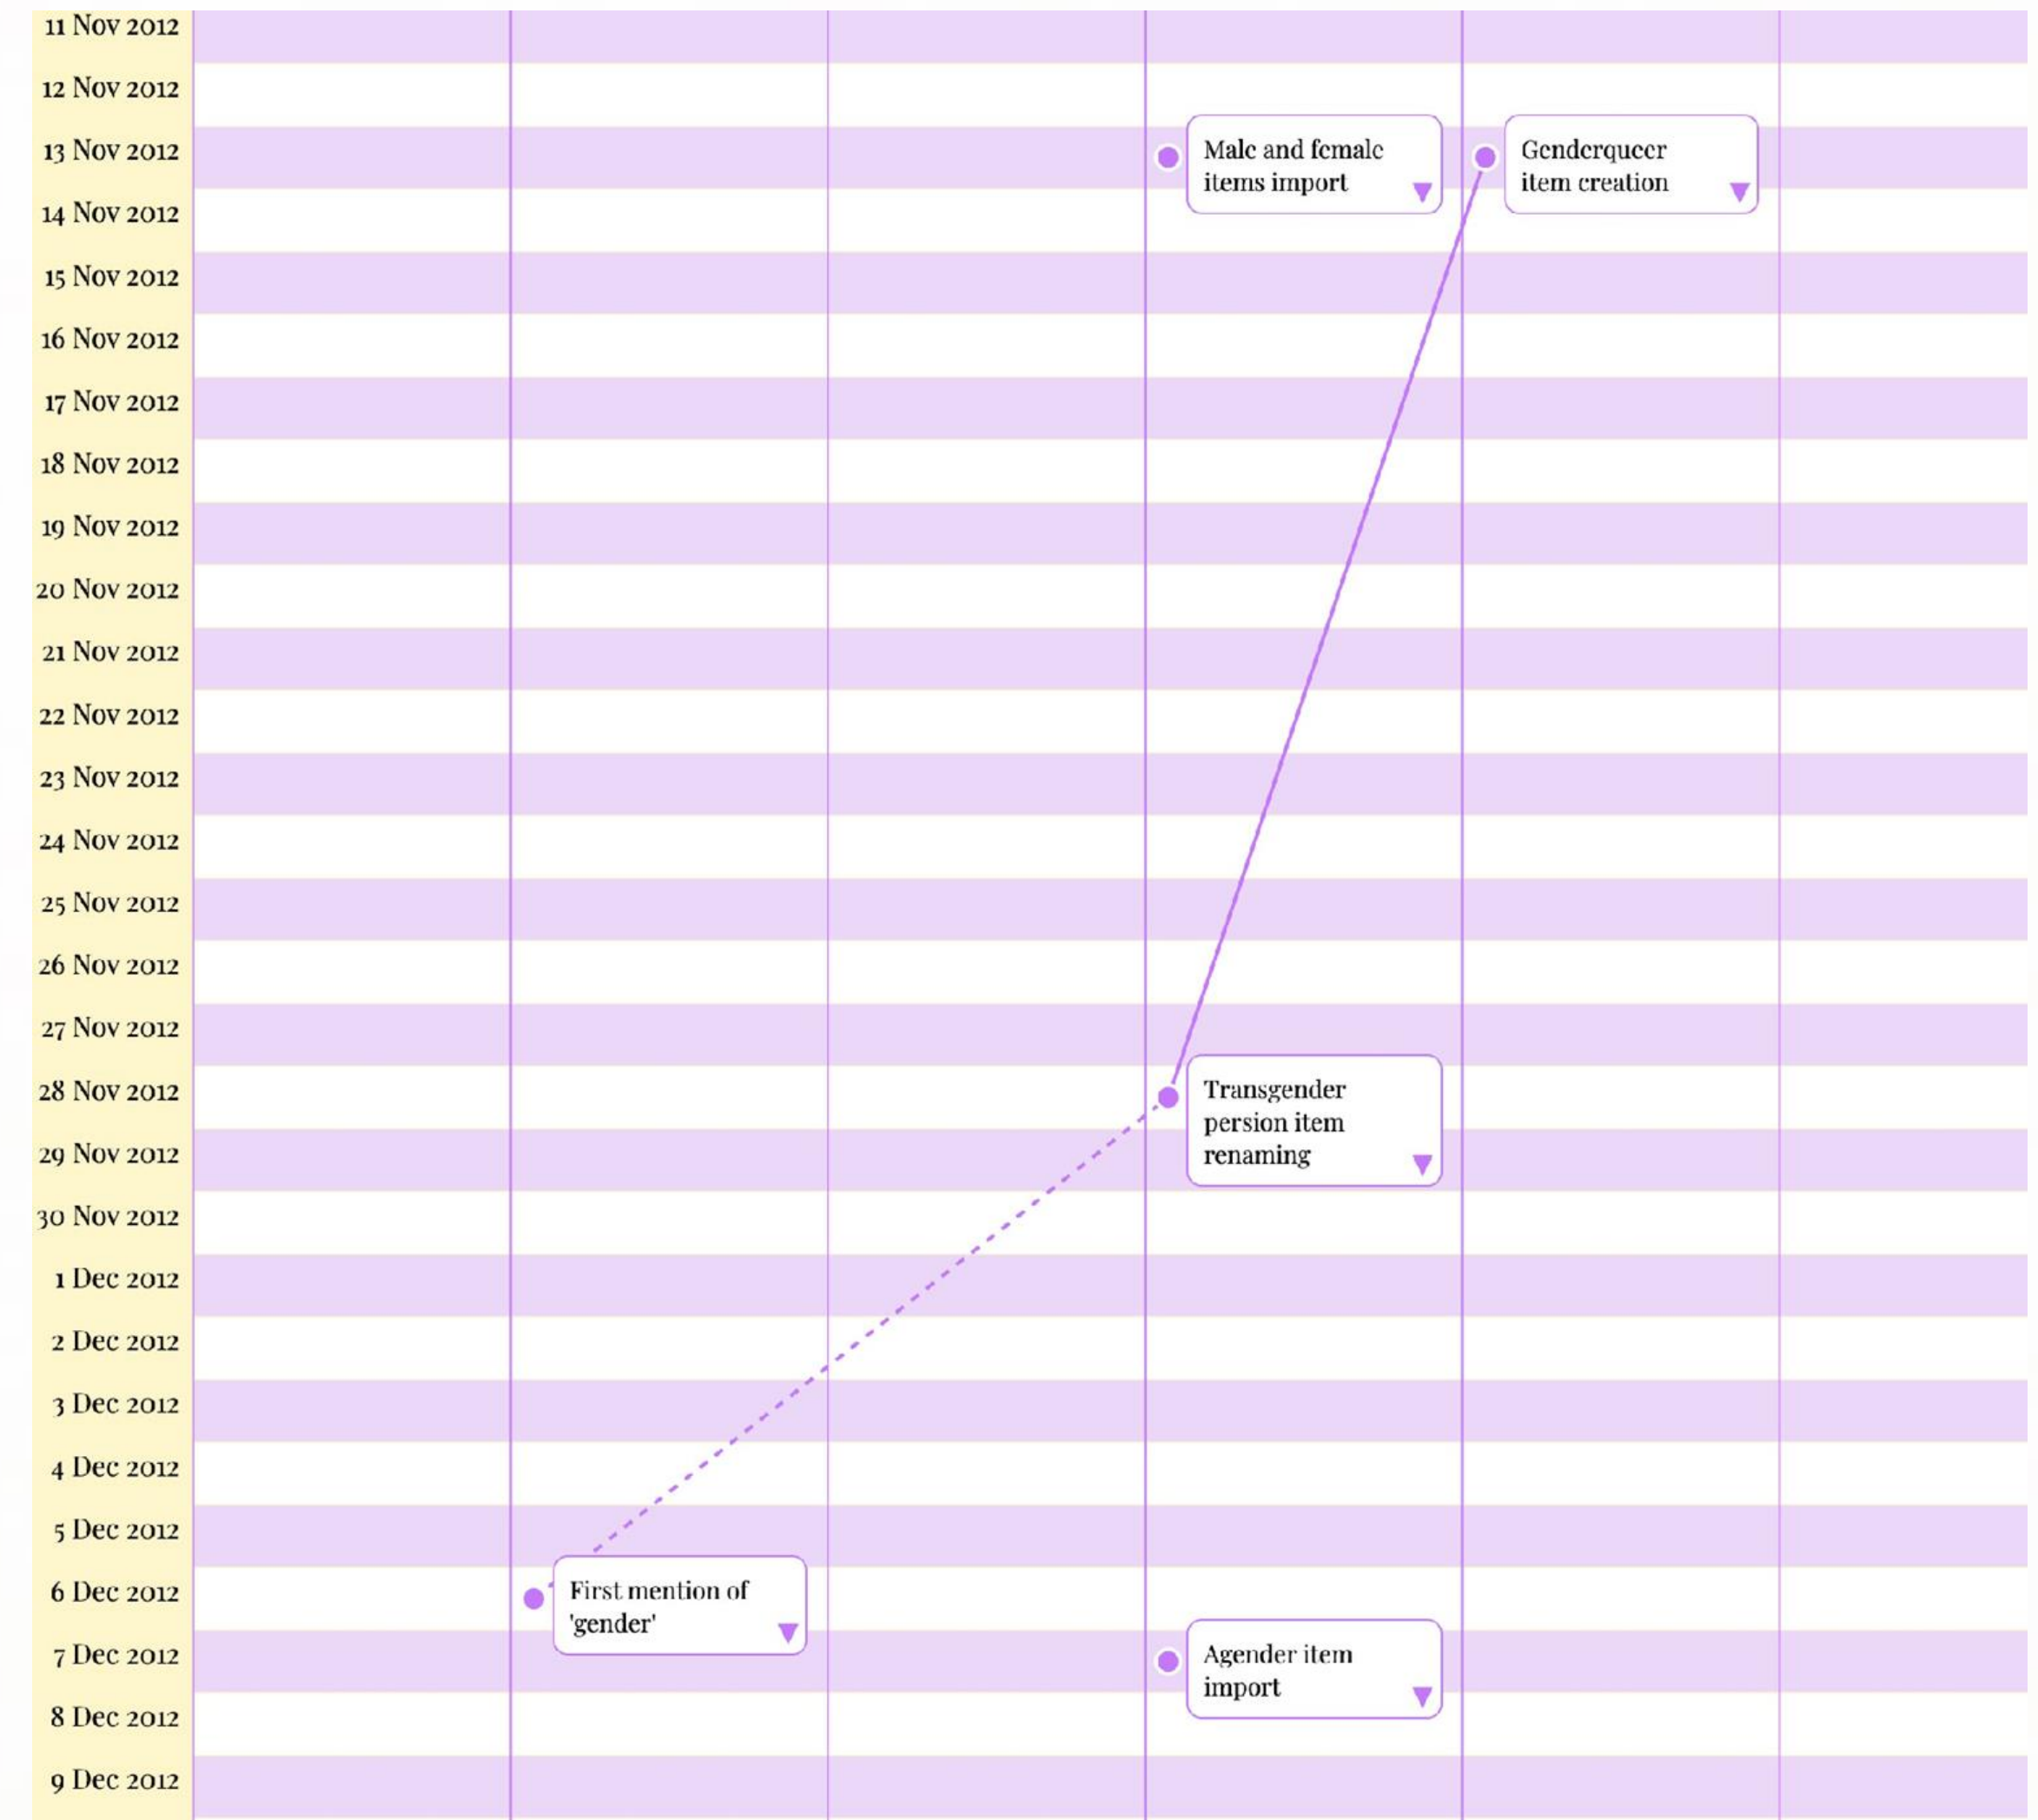 11 Nov 2012
12 Nov 2012
13 Nov 2012
Male and female
items import
Genderqueer
item creation
14 Nov 2012
15 Nov 2012
16 Nov 2012
17 Nov 2012
18 Nov 2012
19 Nov 2012
20 Nov 2012
21 Nov 2012
22 Nov 2012
23 Nov 2012
24 Nov 2012
25 Nov 2012
26 Nov 2012
27 Nov 2012
28 Nov 2012
Transgender
persion item
renaming
29 Nov 2012
30 Nov 2012
1 Dec 2012
2 Dec 2012
3 Dec 2012
4 Dec 2012
5 Dec 2012
6 Dec 2012
First mention of
'gender'
7 Dec 2012
Agender item
import
8 Dec 2012
9 Dec 2012